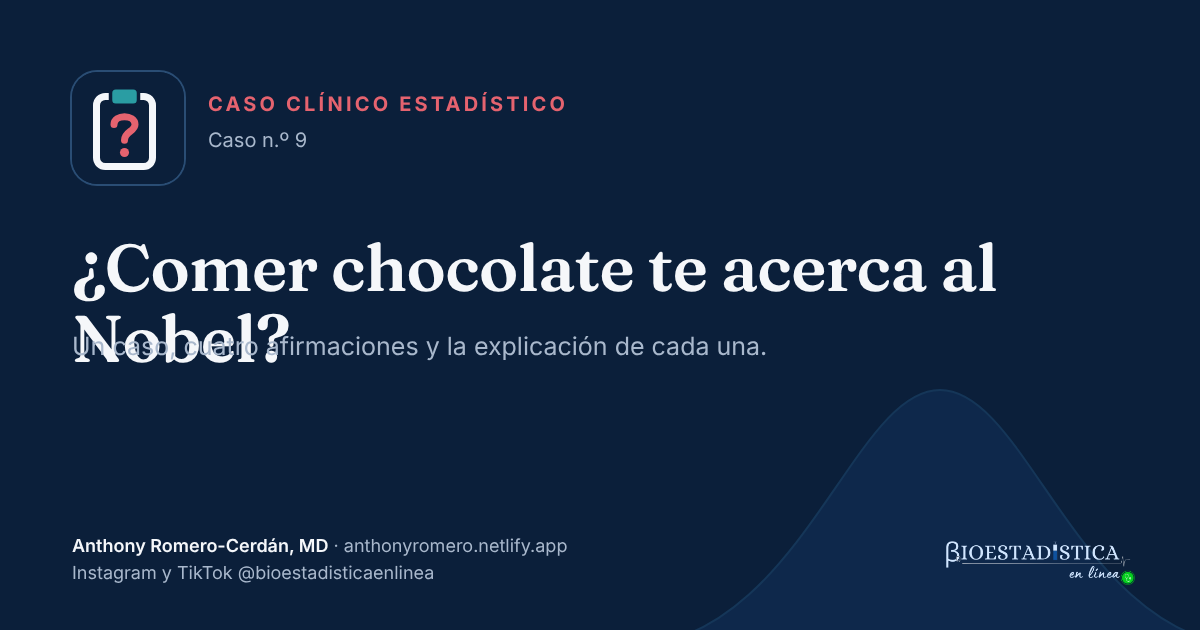 CASO CLÍNICO ESTADÍSTICO
Caso n.º 9
¿Comer chocolate te acerca al
Nobel?
Un caso, cuatro afirmaciones y la explicación de cada una.
Anthony Romero-Cerdán, MD · anthonyromero.netlify.app
Instagram y TikTok @bioestadisticaenlinea
βIOESTADÍSTICA
en línea